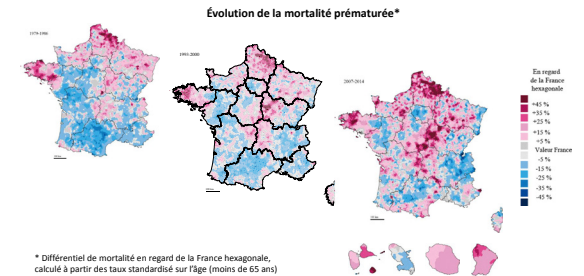 Évolution de la mortalité prématurée*
1979-1986
1993-2000
2007-2014
En regard
de la France
hexagonale
+45 %
+35 %
+25 %
+15 %
+5 %
Valeur France
-5 %
-15 %
-25 %
-35 %
-45 %
* Différentiel de mortalité en regard de la France hexagonale,
calculé à partir des taux standardisé sur l'âge (moins de 65 ans)